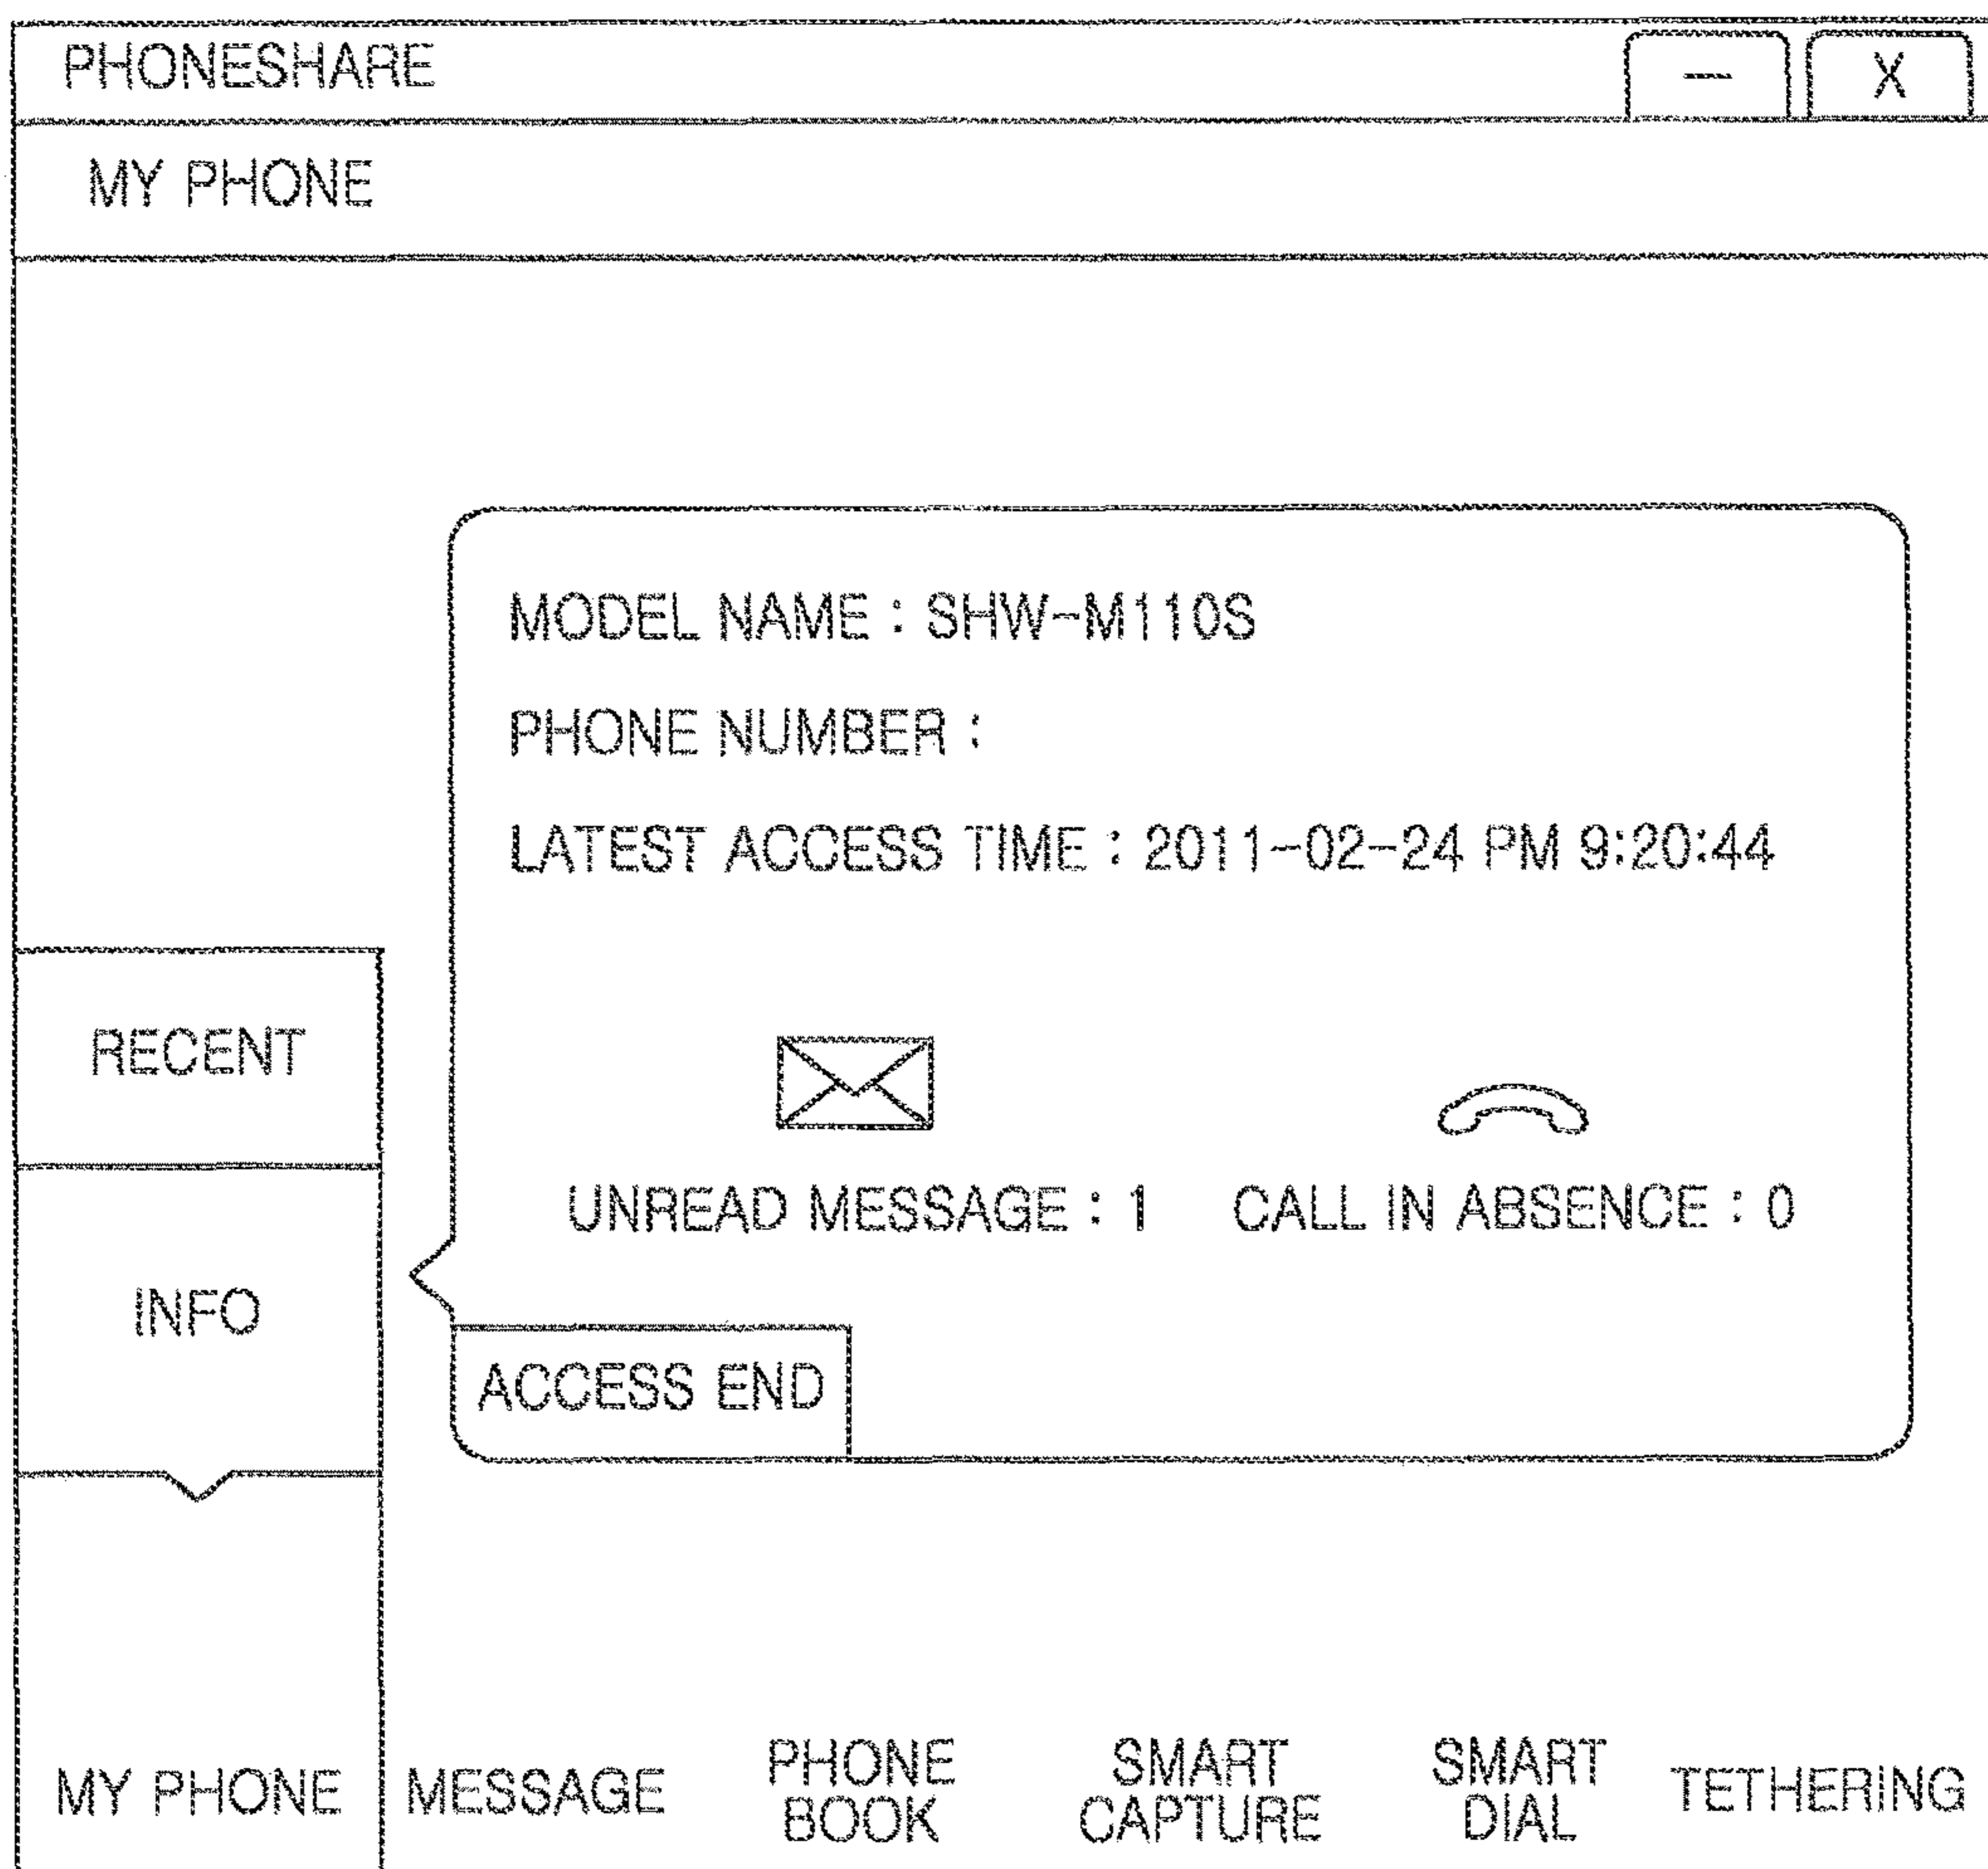 PHONESHARE
— X
MY PHONE
MODEL NAME : SHW-M110S
PHONE NUMBER :
LATEST ACCESS TIME : 2011-02-24 PM 9:20:44
RECENT
UNREAD MESSAGE : 1 CALL IN ABSENCE : 0
INFO
ACCESS END
MY PHONE
MESSAGE
PHONE
BOOK
SMART
CAPTURE
SMART
DIAL
TETHERING